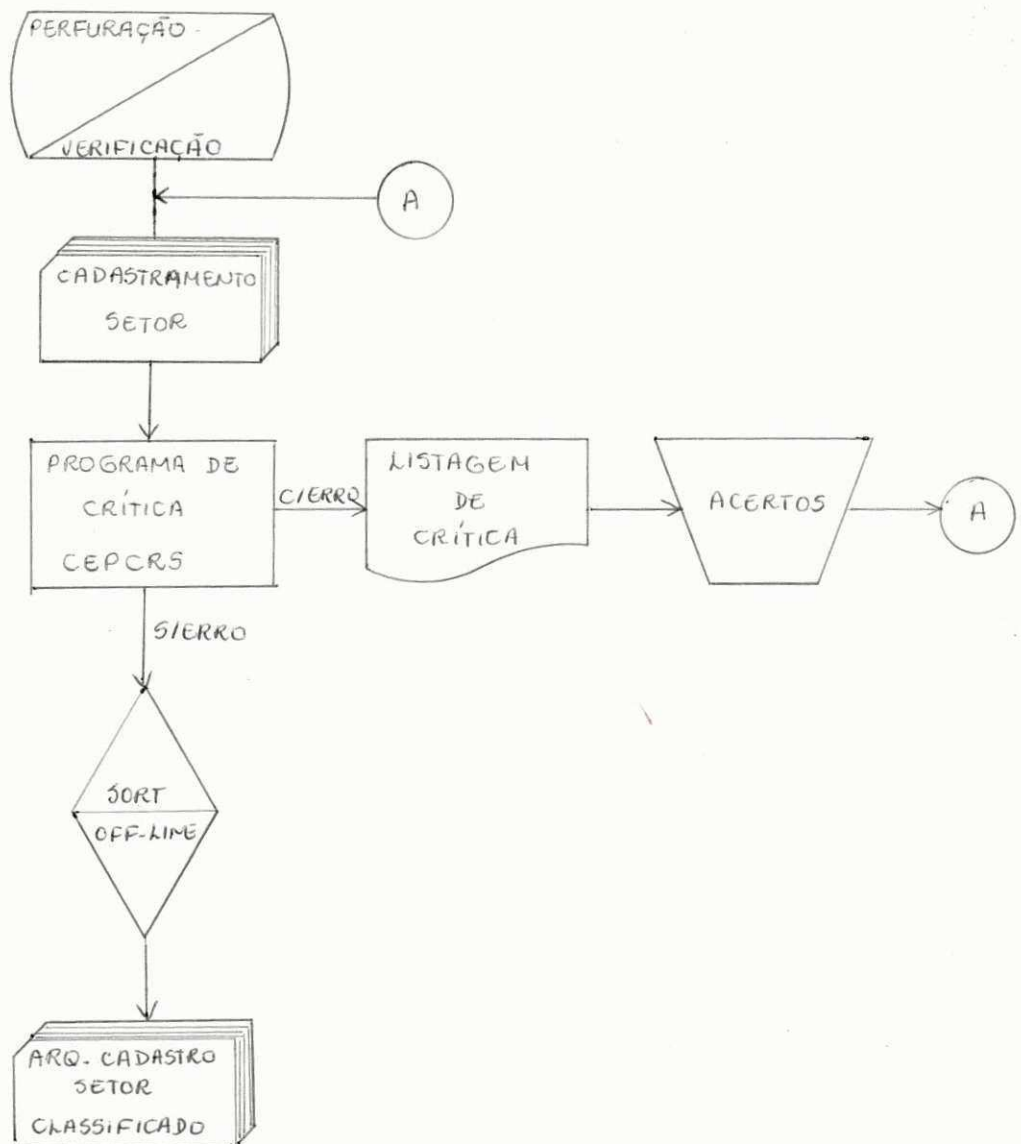 PERFURAÇÃO
VERIFICAÇÃO
A
CADASTRAMENTO
SETOR
PROGRAMA DE
CRÍTICA
CEPCRS
C/ERRO
LISTAGEM
DE
CRÍTICA
ACERTOS
A
S/ERRO
SORT
OFF-LINE
ARQ. CADASTRO
SETOR
CLASSIFICADO